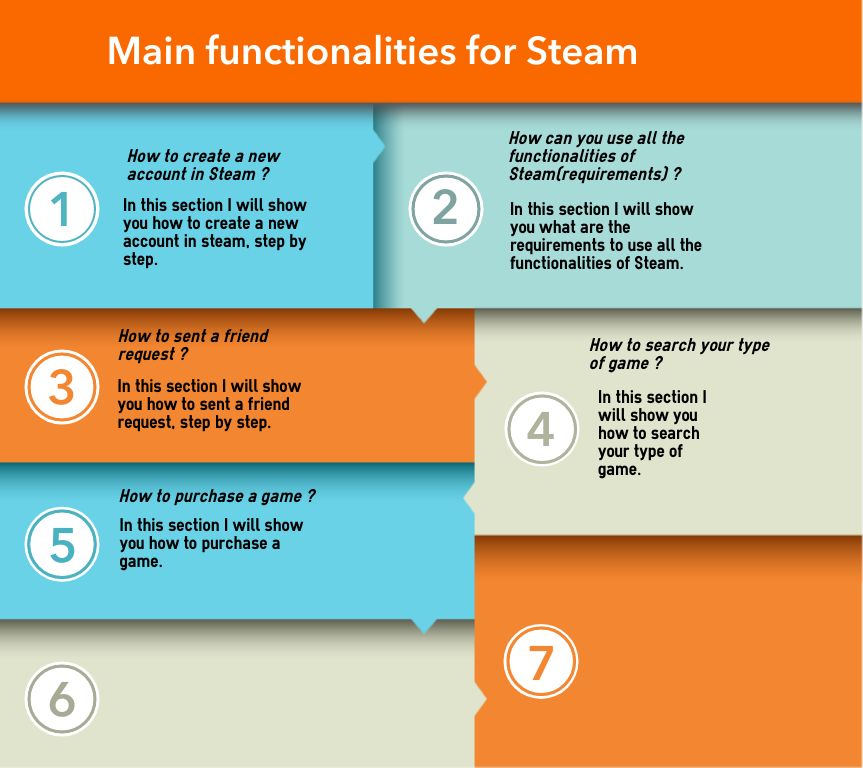 Main functionalities for Steam
1
How to create a new
account in Steam ?
In this section I will show
you how to create a new
account in steam, step by
step.
2
How can you use all the
functionalities of
Steam(requirements) ?
In this section I will show
you what are the
requirements to use all the
functionalities of Steam.
3
How to sent a friend
request ?
In this section I will show
you how to sent a friend
request, step by step.
4
How to search your type
of game ?
In this section I
will show you
how to search
your type of
game.
5
How to purchase a game ?
In this section I will show
you how to purchase a
game.
6
7